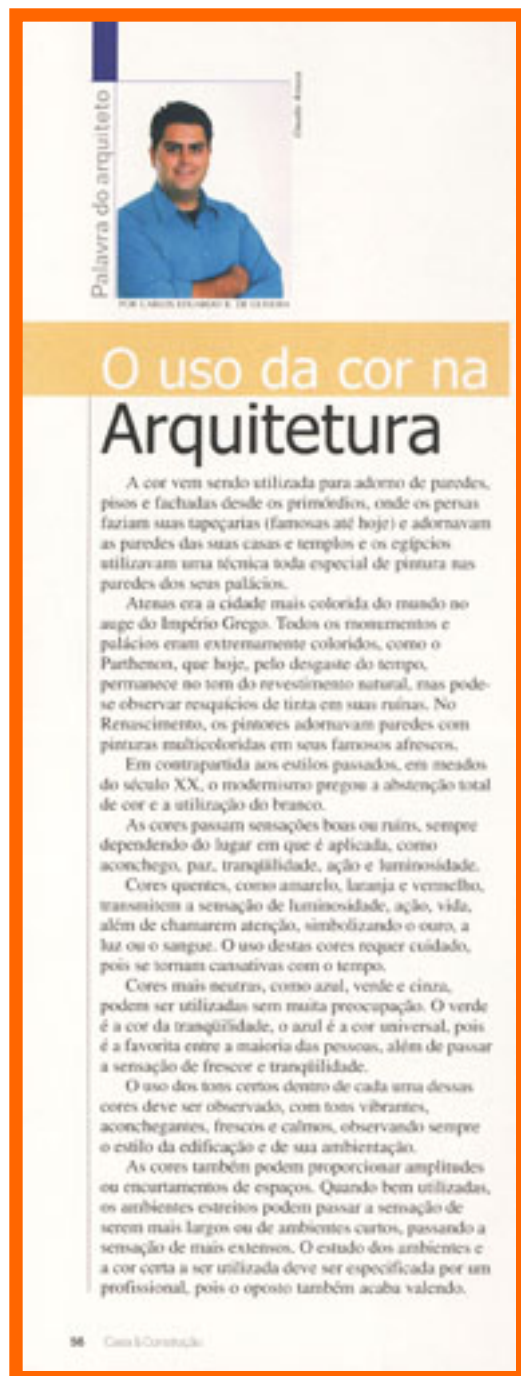 Palavra do arquiteto
POR CARLOS EDUARDO R. DE OLIVEIRA
O uso da cor na
Arquitetura
A cor vem sendo utilizada para adorno de paredes,
pisos e fachadas desde os primórdios, onde os persas
faziam suas tapeçarias (famosas até hoje) e adornavam
as paredes das suas casas e templos e os egípcios
utilizavam uma técnica toda especial de pintura nas
paredes dos seus palácios.
Atenas era a cidade mais colorida do mundo no
auge do Império Grego. Todos os monumentos e
palácios eram extremamente coloridos, como o
Parthenon, que hoje, pelo desgaste do tempo,
permanece no tom do revestimento natural, mas pode-
se observar resquícios de tinta em suas ruínas. No
Renascimento, os pintores adornavam paredes com
pinturas multicoloridas em seus famosos afrescos.
Em contrapartida aos estilos passados, em meados
do século XX, o modernismo pregou a abstenção total
de cor e a utilização do branco.
As cores passam sensações boas ou ruins, sempre
dependendo do lugar em que é aplicada, como
aconchego, paz, tranqüilidade, ação e luminosidade.
Cores quentes, como amarelo, laranja e vermelho,
transmitem a sensação de luminosidade, ação, vida,
além de chamarem atenção, simbolizando o ouro, a
luz ou o sangue. O uso destas cores requer cuidado,
pois se tornam cansativas com o tempo.
Cores mais neutras, como azul, verde e cinza,
podem ser utilizadas sem muita preocupação. O verde
é a cor da tranqüilidade, o azul é a cor universal, pois
é a favorita entre a maioria das pessoas, além de passar
a sensação de frescor e tranqüilidade.
O uso dos tons certos dentro de cada uma dessas
cores deve ser observado, com tons vibrantes,
aconchegantes, frescos e calmos, observando sempre
o estilo da edificação e de sua ambientação.
As cores também podem proporcionar amplitudes
ou encurtamentos de espaços. Quando bem utilizadas,
os ambientes estreitos podem passar a sensação de
serem mais largos ou de ambientes curtos, passando a
sensação de mais extensos. O estudo dos ambientes e
a cor certa a ser utilizada deve ser especificada por um
profissional, pois o oposto também acaba valendo.
56 Casa & Construção